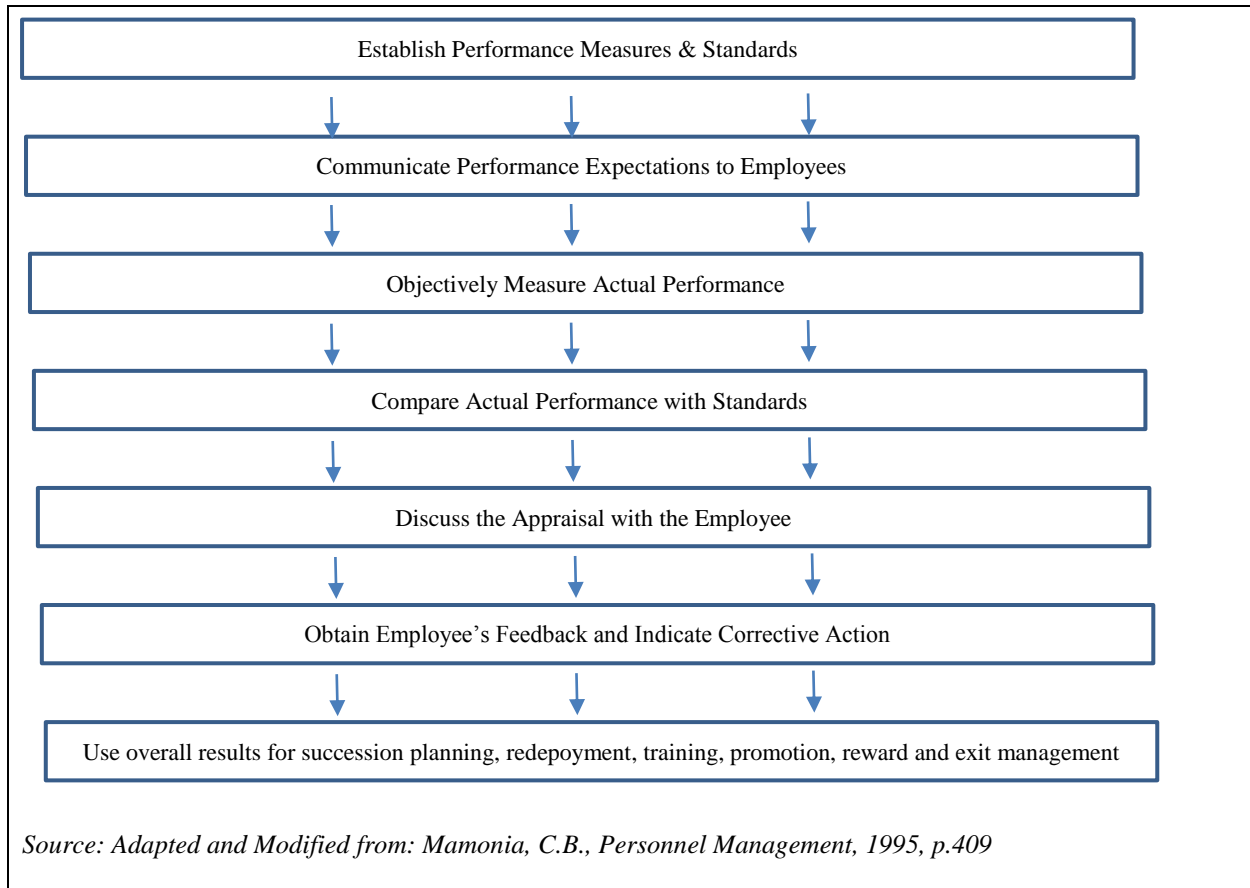 Establish Performance Measures & Standards
Communicate Performance Expectations to Employees
Objectively Measure Actual Performance
Compare Actual Performance with Standards
Discuss the Appraisal with the Employee
Obtain Employee’s Feedback and Indicate Corrective Action
Use overall results for succession planning, redepoyment, training, promotion, reward and exit management
Source: Adapted and Modified from: Mamonia, C.B., Personnel Management, 1995, p.409